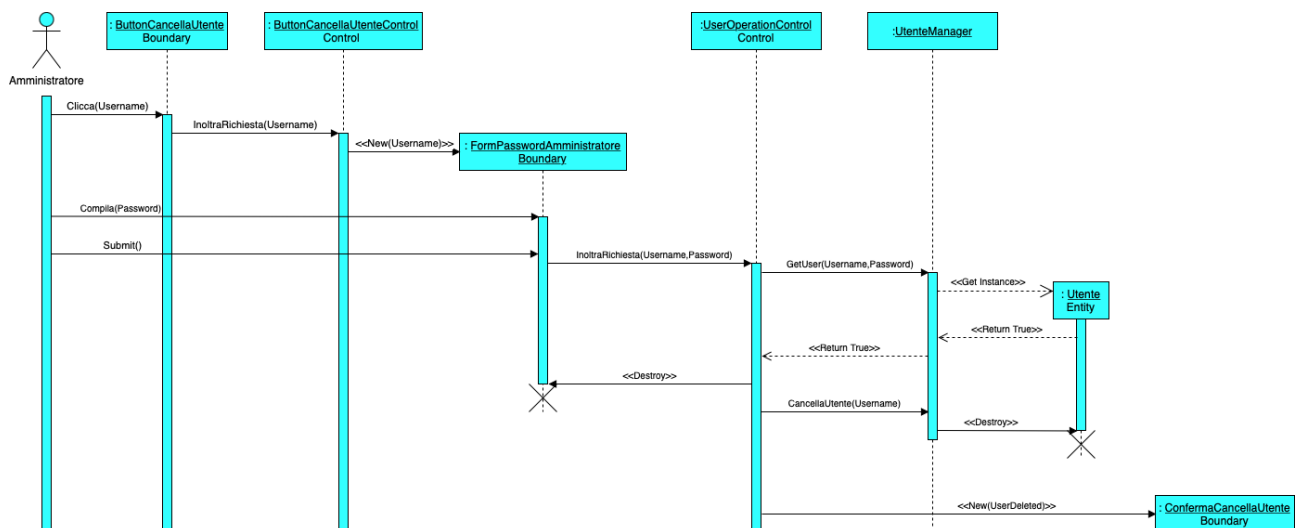 : ButtonCancellaUtente
Boundary
: ButtonCancellaUtenteControl
Control
:UserOperationControl
Control
:UtenteManager
Amministratore
Clicca(Username)
InoltraRichiesta(Username)
<<New(Username)>>
: FormPasswordAmministratore
Boundary
Compila(Password)
Submit()
InoltraRichiesta(Username,Password)
GetUser(Username,Password)
<<Get Instance>>
: Utente
Entity
<<Return True>>
<<Return True>>
<<Destroy>>
CancellaUtente(Username)
<<Destroy>>
<<New(UserDeleted)>>
: ConfermaCancellaUtente
Boundary